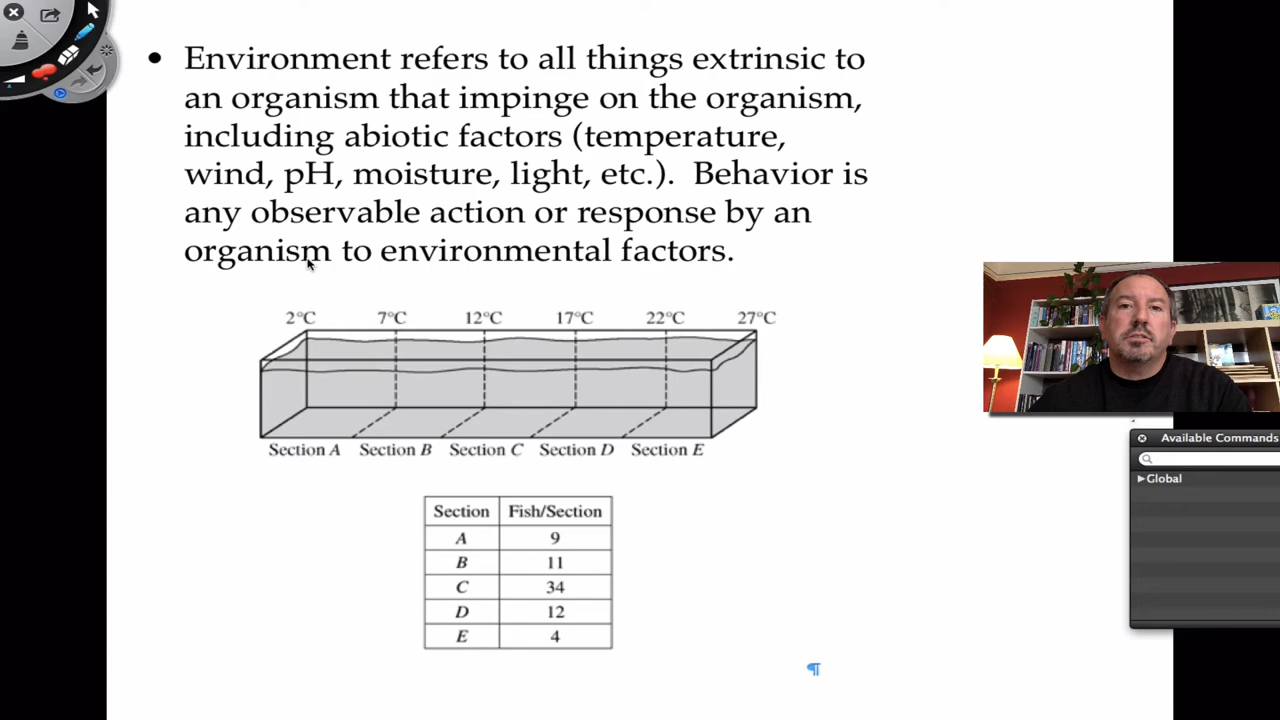 • Environment refers to all things extrinsic to
an organism that impinge on the organism,
including abiotic factors (temperature,
wind, pH, moisture, light, etc.). Behavior is
any observable action or response by an
organism to environmental factors.
2°C 7°C 12°C 17°C 22°C 27°C
Section A Section B Section C Section D Section E
Section Fish/Section
A 9
B 11
C 34
D 12
E 4
¶
Available Commands
Global